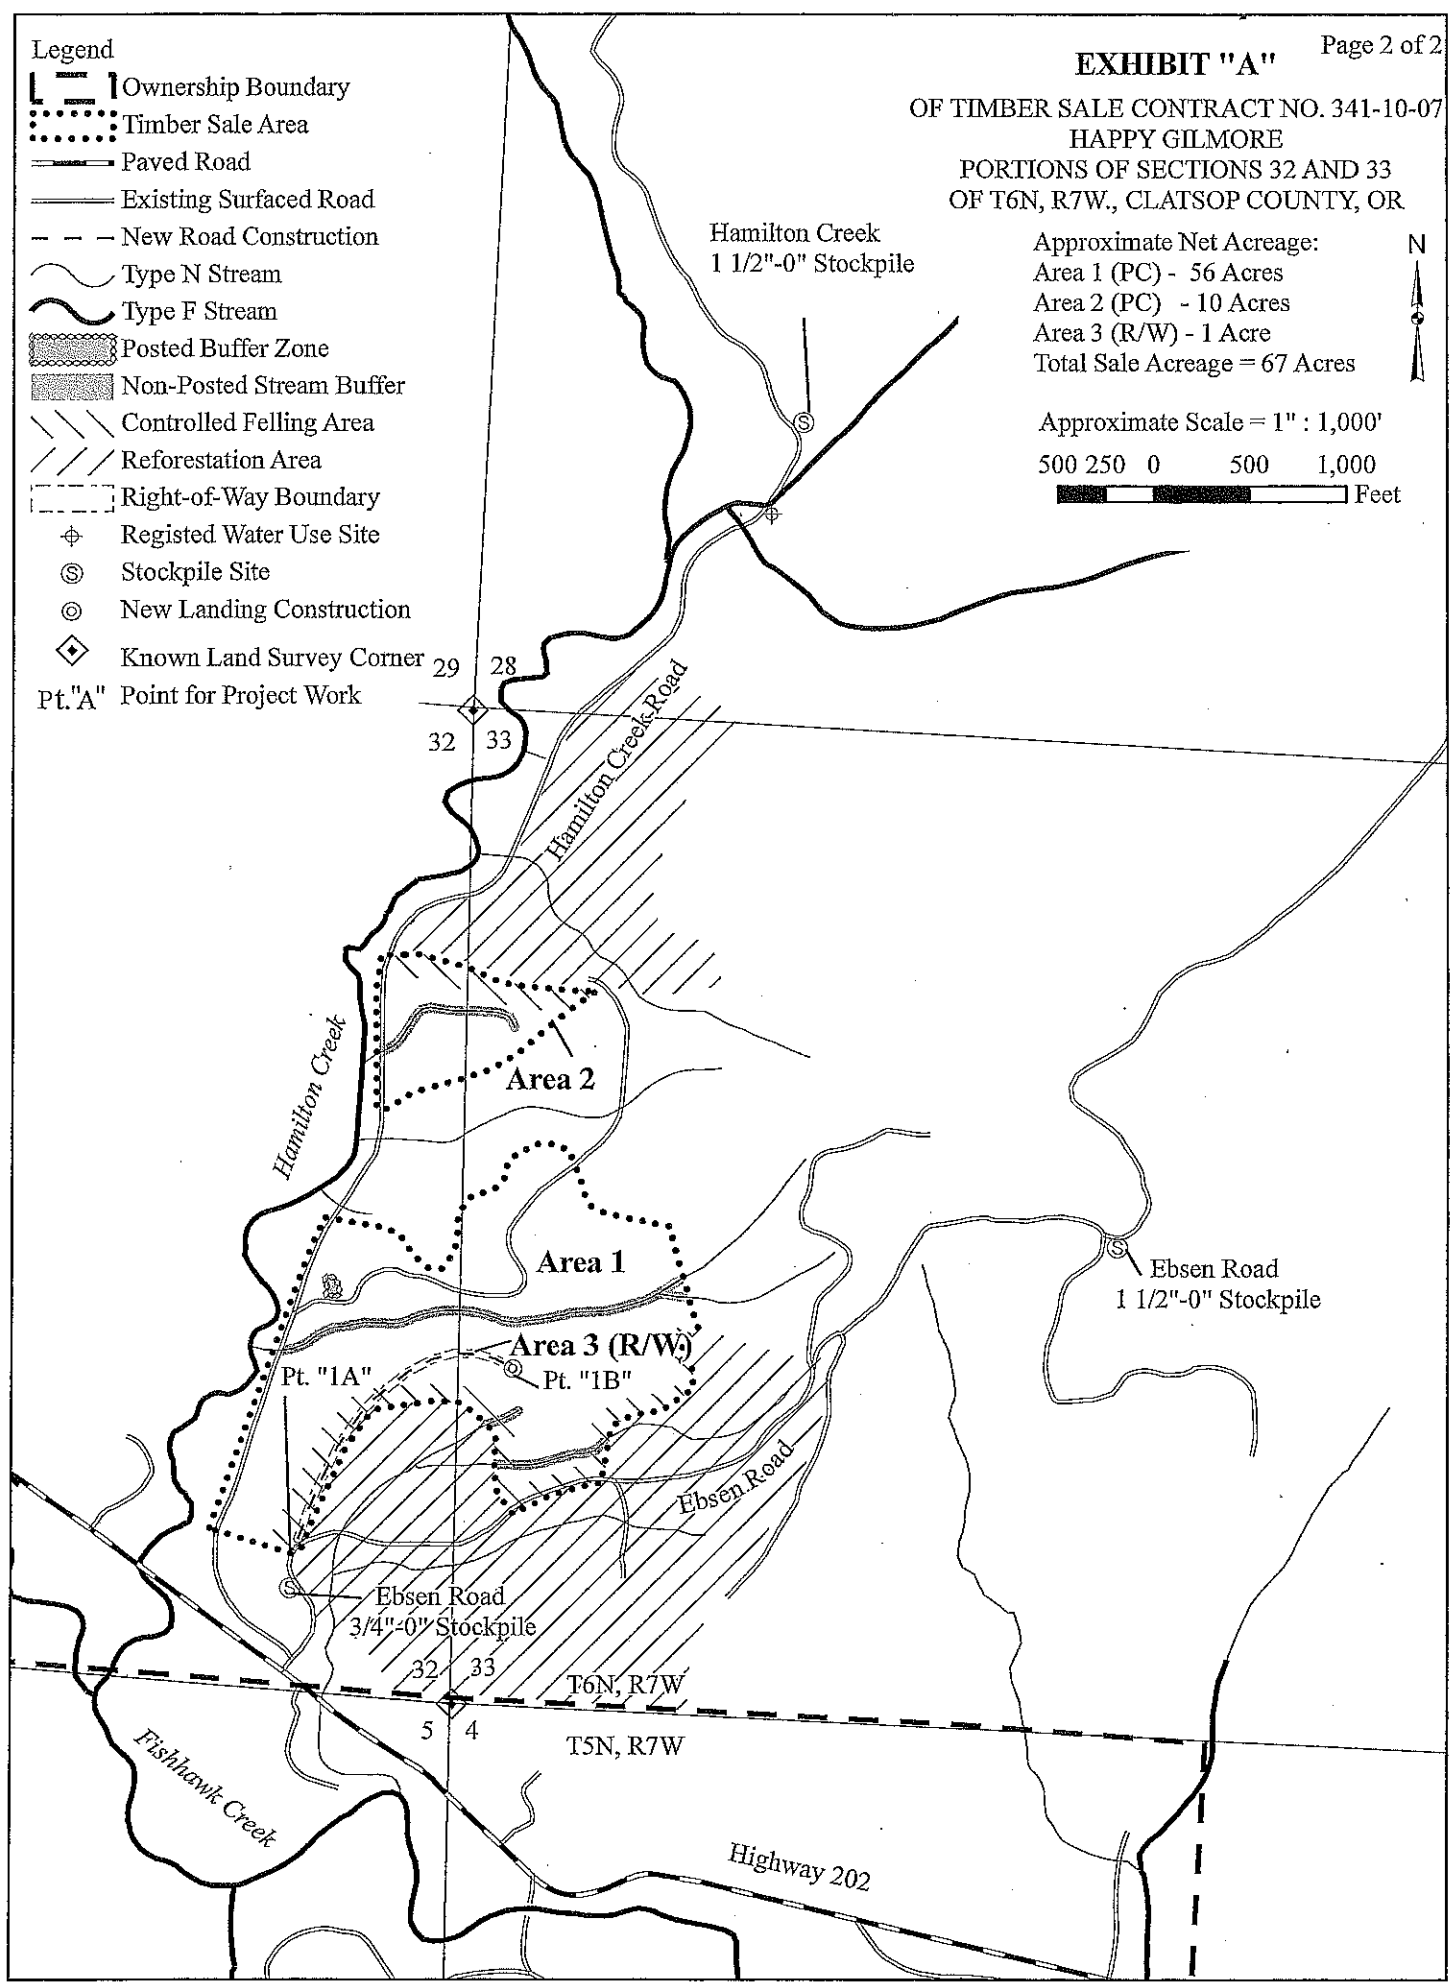 Page 2 of 2
EXHIBIT "A"
OF TIMBER SALE CONTRACT NO. 341-10-07
HAPPY GILMORE
PORTIONS OF SECTIONS 32 AND 33
OF T6N, R7W., CLATSOP COUNTY, OR
Approximate Net Acreage:
Area 1 (PC) - 56 Acres
Area 2 (PC) - 10 Acres
Area 3 (R/W) - 1 Acre
Total Sale Acreage = 67 Acres
N
Approximate Scale = 1" : 1,000'
500 250 0 500 1,000
Feet
Legend
Ownership Boundary
Timber Sale Area
Paved Road
Existing Surfaced Road
New Road Construction
Type N Stream
Type F Stream
Posted Buffer Zone
Non-Posted Stream Buffer
Controlled Felling Area
Reforestation Area
Right-of-Way Boundary
Registed Water Use Site
S Stockpile Site
New Landing Construction
Known Land Survey Corner
Pt."A" Point for Project Work
Hamilton Creek
1 1/2"-0" Stockpile
S
29 28
32 33
Hamilton Creek Road
Hamilton Creek
Area 2
Area 1
S
Ebsen Road
1 1/2"-0" Stockpile
Area 3 (R/W)
Pt. "1A"
Pt. "1B"
Ebsen Road
S
Ebsen Road
3/4"-0" Stockpile
32 33
T6N, R7W
5 4
T5N, R7W
Fishhawk Creek
Highway 202